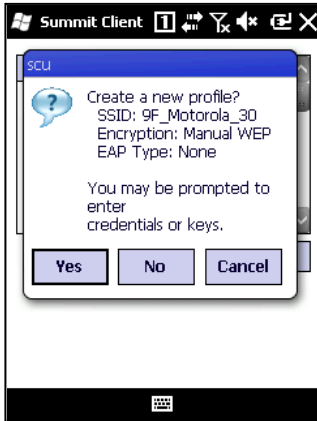 Summit Client 1
scu
?
Create a new profile?
SSID: 9F_Motorola_30
Encryption: Manual WEP
EAP Type: None
You may be prompted to
enter
credentials or keys.
Yes No Cancel